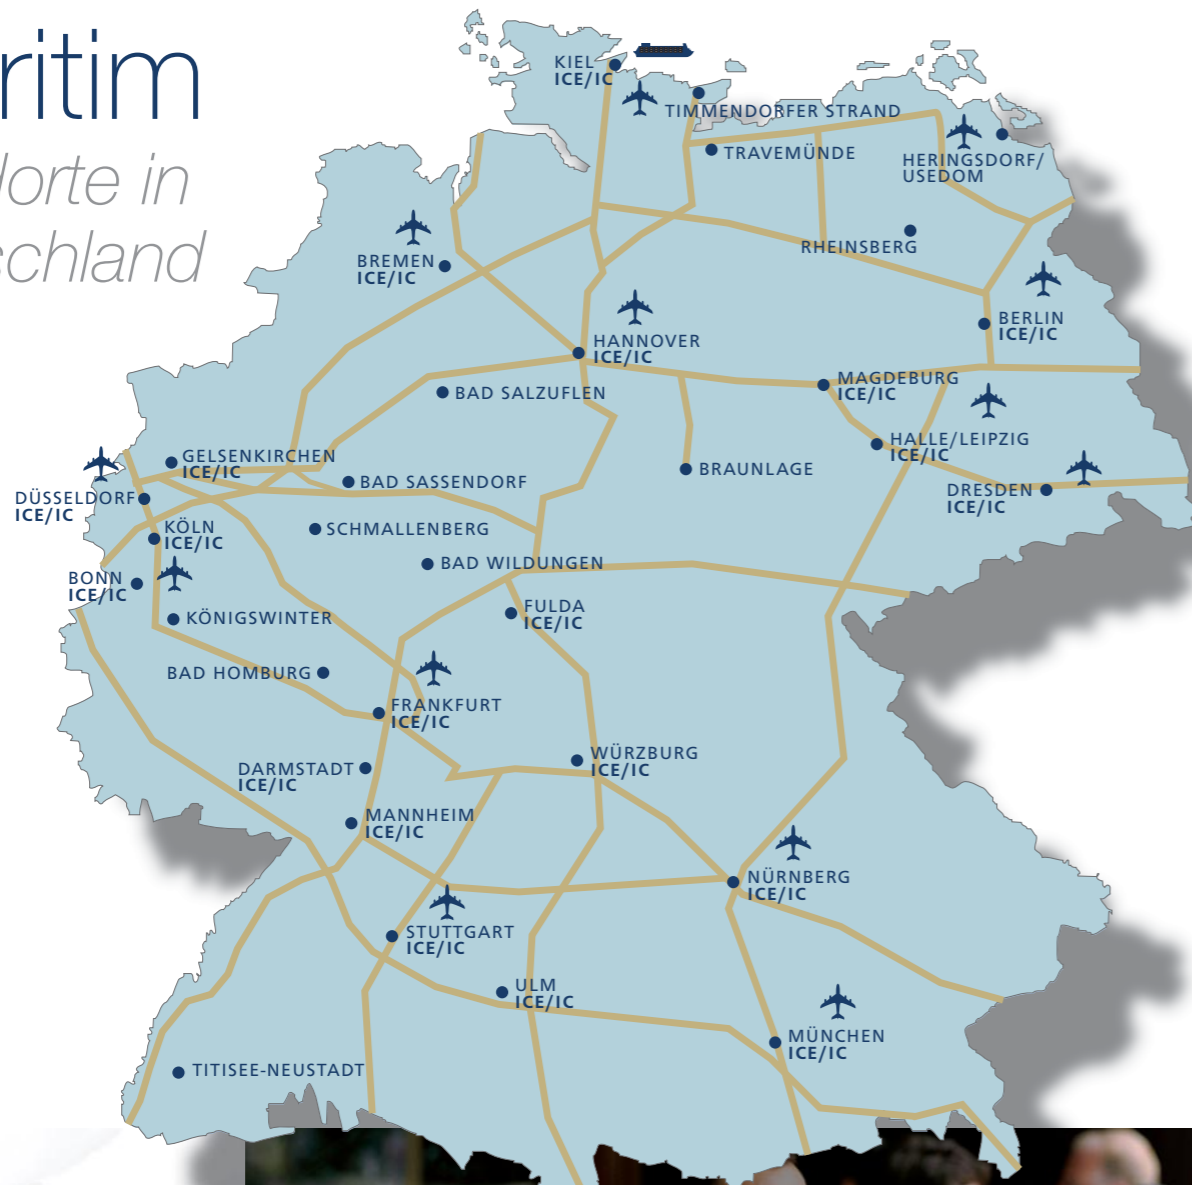 ritim
dorte in
schland
KIEL
ICE/IC
TIMMENDORFER STRAND
TRAVEMÜNDE
HERINGSDORF/
USEDOM
RHEINSBERG
BREMEN
ICE/IC
BERLIN
ICE/IC
HANNOVER
ICE/IC
MAGDEBURG
ICE/IC
BAD SALZUFLEN
HALLE/LEIPZIG
ICE/IC
GELSENKIRCHEN
ICE/IC
BRAUNLAGE
BAD SASSENDORF
DRESDEN
ICE/IC
DÜSSELDORF
ICE/IC
KÖLN
ICE/IC
SCHMALLENBERG
BAD WILDUNGEN
BONN
ICE/IC
FULDA
ICE/IC
KÖNIGSWINTER
BAD HOMBURG
FRANKFURT
ICE/IC
WÜRZBURG
ICE/IC
DARMSTADT
ICE/IC
MANNHEIM
ICE/IC
NÜRNBERG
ICE/IC
STUTTGART
ICE/IC
ULM
ICE/IC
MÜNCHEN
ICE/IC
TITISEE-NEUSTADT